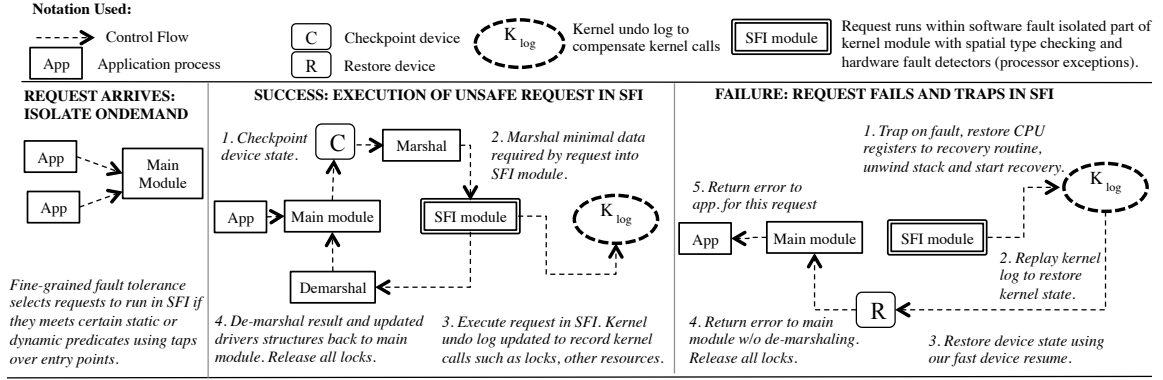 Notation Used:
Control Flow
App
Application process
C
Checkpoint device
R
Restore device
K log
Kernel undo log to
compensate kernel calls
SFI module
Request runs within software fault isolated part of
kernel module with spatial type checking and
hardware fault detectors (processor exceptions).
REQUEST ARRIVES:
ISOLATE ONDEMAND
App
App
Main
Module
Fine-grained fault tolerance
selects requests to run in SFI if
they meets certain static or
dynamic predicates using taps
over entry points.
SUCCESS: EXECUTION OF UNSAFE REQUEST IN SFI
1. Checkpoint
device state.
C
Marshal
2. Marshal minimal data
required by request into
SFI module.
App
Main module
SFI module
K log
Demarshal
4. De-marshal result and updated
drivers structures back to main
module. Release all locks.
3. Execute request in SFI. Kernel
undo log updated to record kernel
calls such as locks, other resources.
FAILURE: REQUEST FAILS AND TRAPS IN SFI
1. Trap on fault, restore CPU
registers to recovery routine,
unwind stack and start recovery.
K log
5. Return error to
app. for this request
App
Main module
SFI module
2. Replay kernel
log to restore
kernel state.
R
4. Return error to main
module w/o de-marshaling.
Release all locks.
3. Restore device state using
our fast device resume.